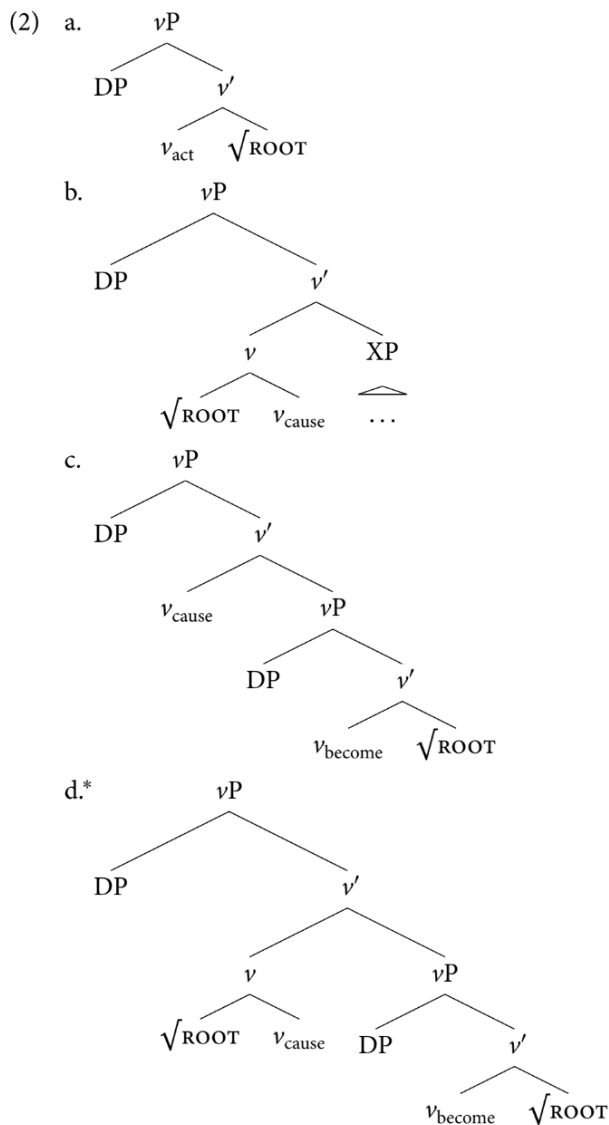 (2) a. vP
DP v′
v_act √ROOT
b. vP
DP v′
v XP
√ROOT v_cause ...
c. vP
DP v′
v_cause vP
DP v′
v_become √ROOT
d.* vP
DP v′
v vP
√ROOT v_cause DP v′
v_become √ROOT